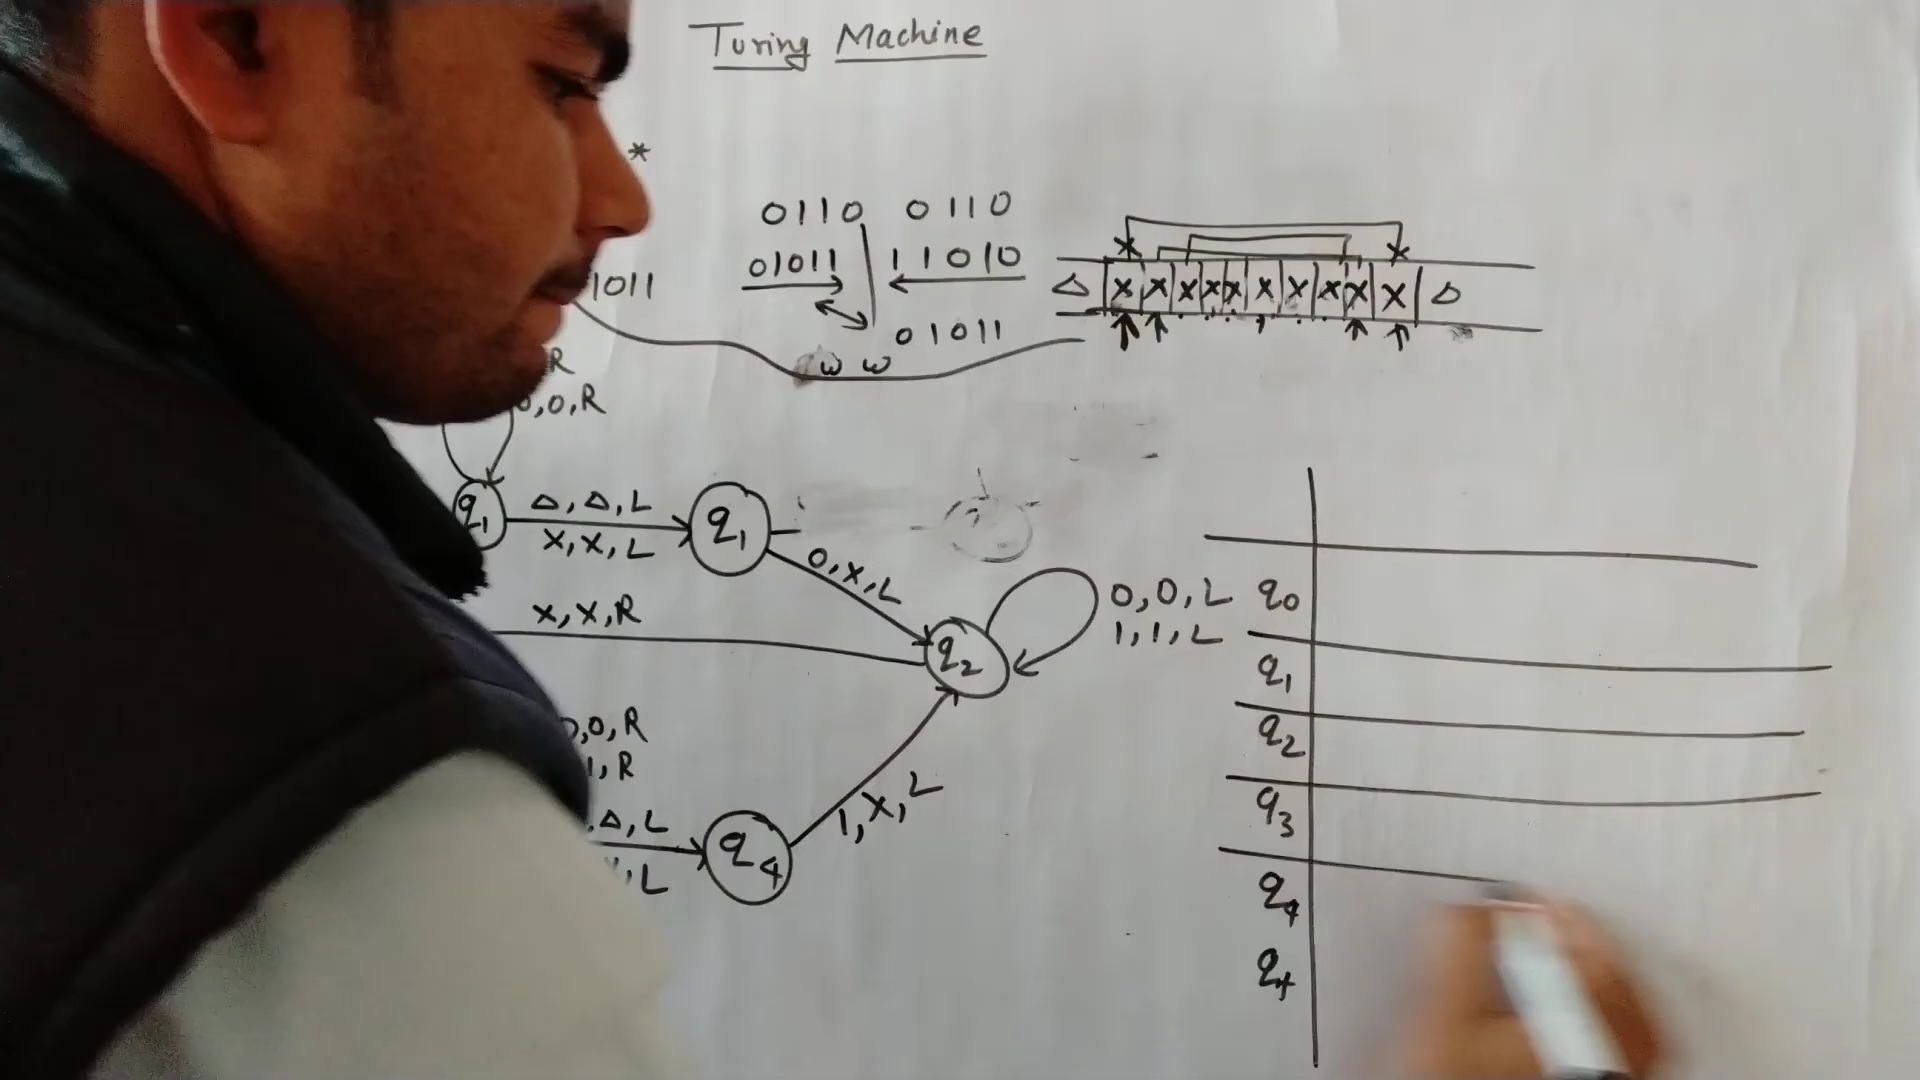 Turing Machine
*
0110 0110
01011 11010
1011
01011
ω ω
x x
Δ x x x x x x x x x x Δ
R
0,0,R
q1 Δ,Δ,L q1
x,x,L
0,x,L
x,x,R
q2
0,0,L
1,1,L
0,0,R
1,R
Δ,L
,L
q4
1,x,L
q0
q1
q2
q3
q4